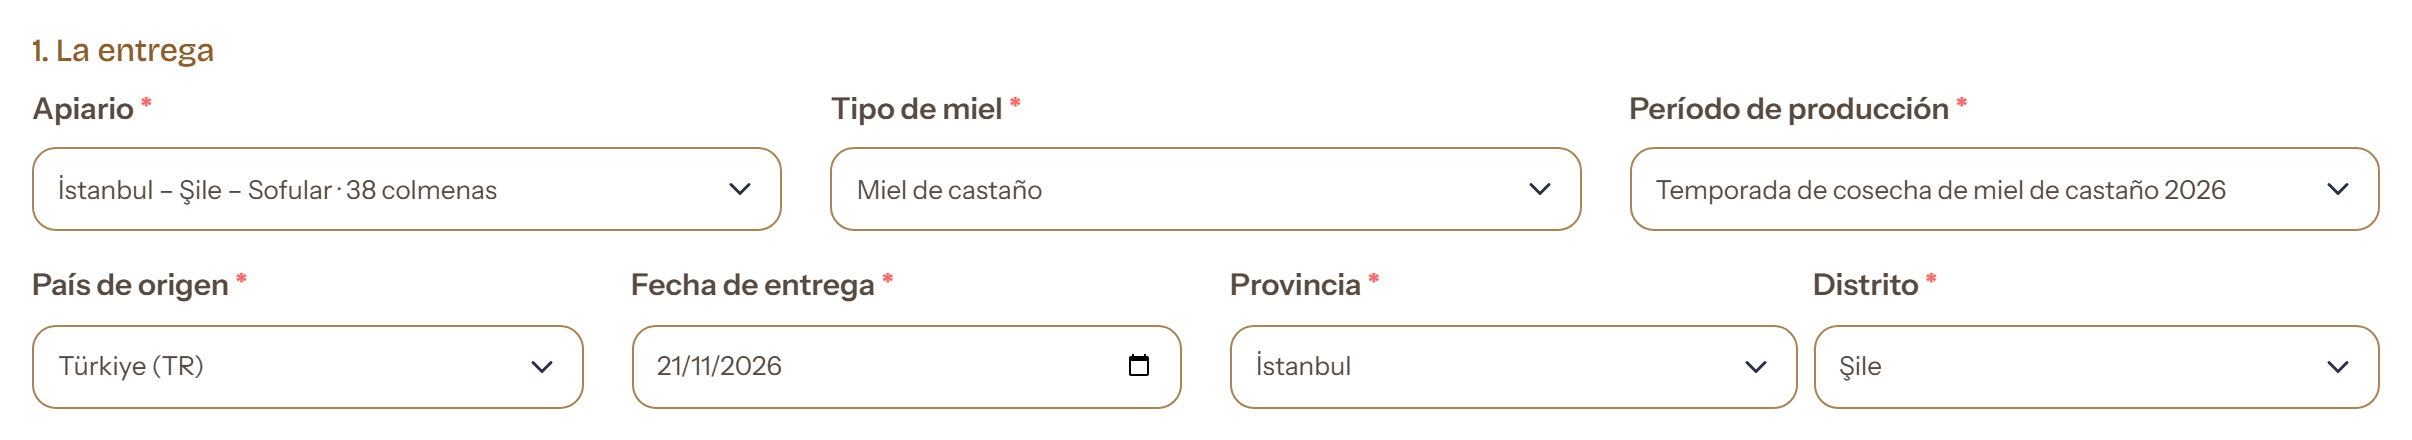 1. La entrega
Apiario *
Tipo de miel *
Período de producción *
İstanbul – Şile – Sofular · 38 colmenas
Miel de castaño
Temporada de cosecha de miel de castaño 2026
País de origen *
Fecha de entrega *
Provincia *
Distrito *
Türkiye (TR)
21/11/2026
İstanbul
Şile